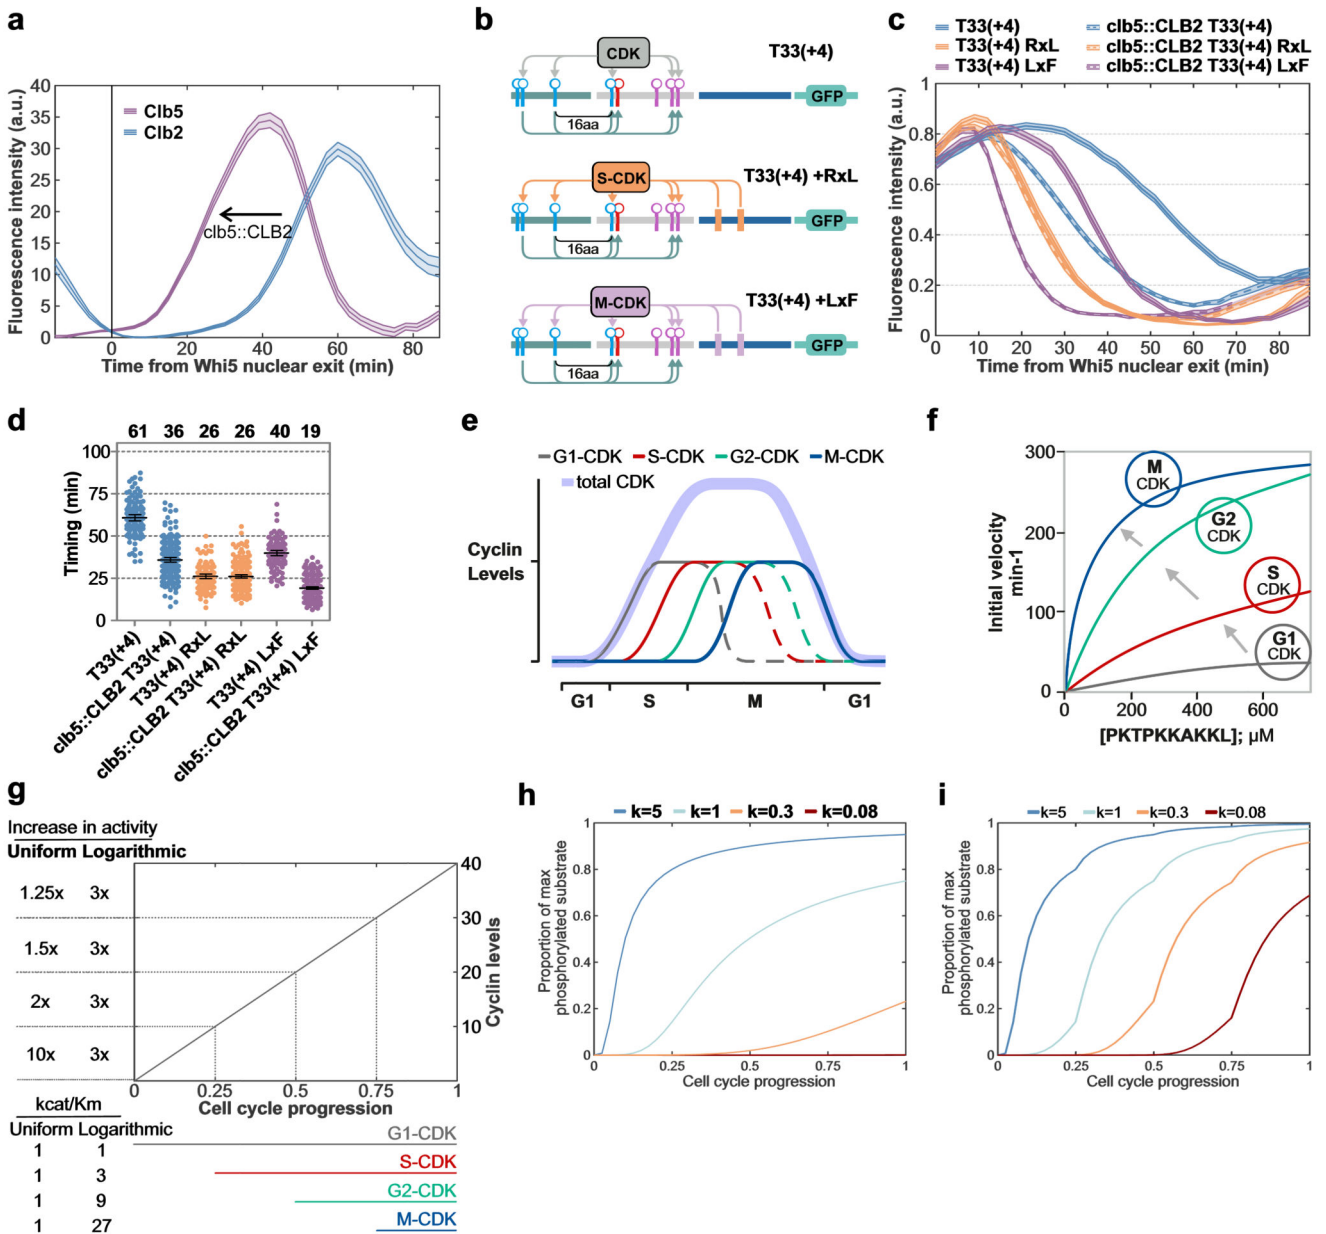 a
Fluorescence intensity (a.u.)
40
35
30
25
20
15
10
5
0
Clb5
Clb2
clb5::CLB2
0
20
40
60
80
Time from Whi5 nuclear exit (min)
b
CDK
T33(+4)
GFP
16aa
S-CDK
T33(+4) +RxL
GFP
16aa
M-CDK
T33(+4) +LxF
GFP
16aa
c
T33(+4)
T33(+4) RxL
T33(+4) LxF
clb5::CLB2 T33(+4)
clb5::CLB2 T33(+4) RxL
clb5::CLB2 T33(+4) LxF
Fluorescence intensity (a.u.)
1
0.8
0.6
0.4
0.2
0
0 10 20 30 40 50 60 70 80
Time from Whi5 nuclear exit (min)
d
61 36 26 26 40 19
Timing (min)
100
75
50
25
0
T33(+4)
clb5::CLB2 T33(+4)
T33(+4) RxL
clb5::CLB2 T33(+4) RxL
T33(+4) LxF
clb5::CLB2 T33(+4) LxF
e
G1-CDK S-CDK G2-CDK M-CDK
total CDK
Cyclin
Levels
G1 S M G1
f
Initial velocity
min-1
300
200
100
0
M
CDK
G2
CDK
S
CDK
G1
CDK
0 200 400 600
[PKTPKKAKKL]; µM
g
Increase in activity
Uniform Logarithmic
1.25x 3x
1.5x 3x
2x 3x
10x 3x
40
30
20
10
Cyclin levels
0 0.25 0.5 0.75 1
Cell cycle progression
kcat/Km
Uniform Logarithmic
1 1
1 3
1 9
1 27
G1-CDK
S-CDK
G2-CDK
M-CDK
h
k=5 k=1 k=0.3 k=0.08
Proportion of max
phosphorylated substrate
1
0.8
0.6
0.4
0.2
0
0 0.25 0.5 0.75 1
Cell cycle progression
i
k=5 k=1 k=0.3 k=0.08
Proportion of max
phosphorylated substrate
1
0.8
0.6
0.4
0.2
0
0 0.25 0.5 0.75 1
Cell cycle progression